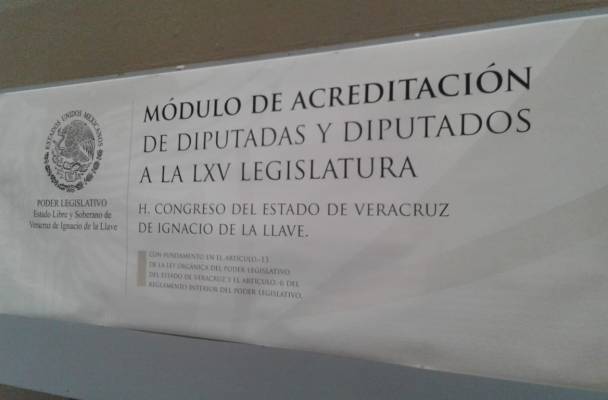 ESTADOS UNIDOS MEXICANOS
PODER LEGISLATIVO
Estado Libre y Soberano de
Veracruz de Ignacio de la Llave
MÓDULO DE ACREDITACIÓN
DE DIPUTADAS Y DIPUTADOS
A LA LXV LEGISLATURA
H. CONGRESO DEL ESTADO DE VERACRUZ
DE IGNACIO DE LA LLAVE.
CON FUNDAMENTO EN EL ARTÍCULO.-13
DE LA LEY ORGÁNICA DEL PODER LEGISLATIVO
DEL ESTADO DE VERACRUZ Y EL ARTÍCULO. 6 DEL
REGLAMENTO INTERIOR DEL PODER LEGISLATIVO.